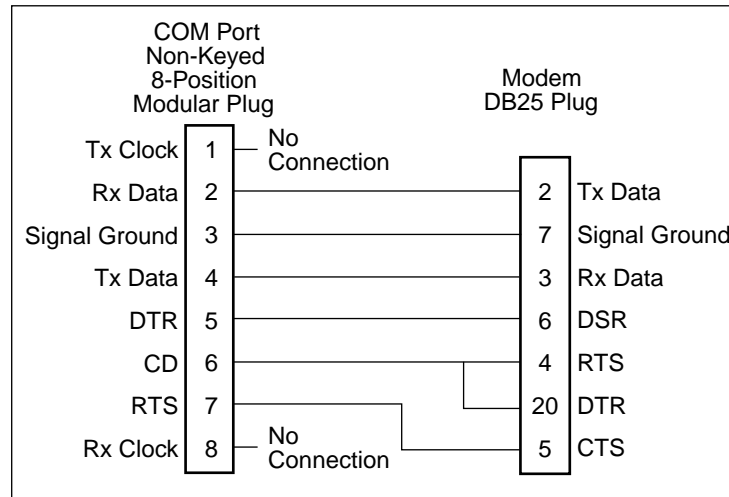 COM Port
Non-Keyed
8-Position
Modular Plug
Modem
DB25 Plug
Tx Clock 1 No
Connection
Rx Data 2 2 Tx Data
Signal Ground 3 7 Signal Ground
Tx Data 4 3 Rx Data
DTR 5 6 DSR
CD 6 4 RTS
RTS 7 20 DTR
Rx Clock 8 No
Connection
5 CTS